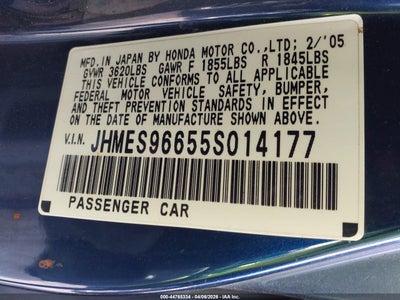 MFD.IN JAPAN BY HONDA MOTOR CO.,LTD; 2/'05
GVWR 3620LBS GAWR F 1855LBS R 1845LBS
THIS VEHICLE CONFORMS TO ALL APPLICABLE
FEDERAL MOTOR VEHICLE SAFETY, BUMPER,
AND THEFT PREVENTION STANDARDS IN EFFECT
ON THE DATE OF MANUFACTURE SHOWN ABOVE.
V.I.N. JHMES96655S014177
PASSENGER CAR
000-44765334 | 04/06/2026 | IAA Inc.